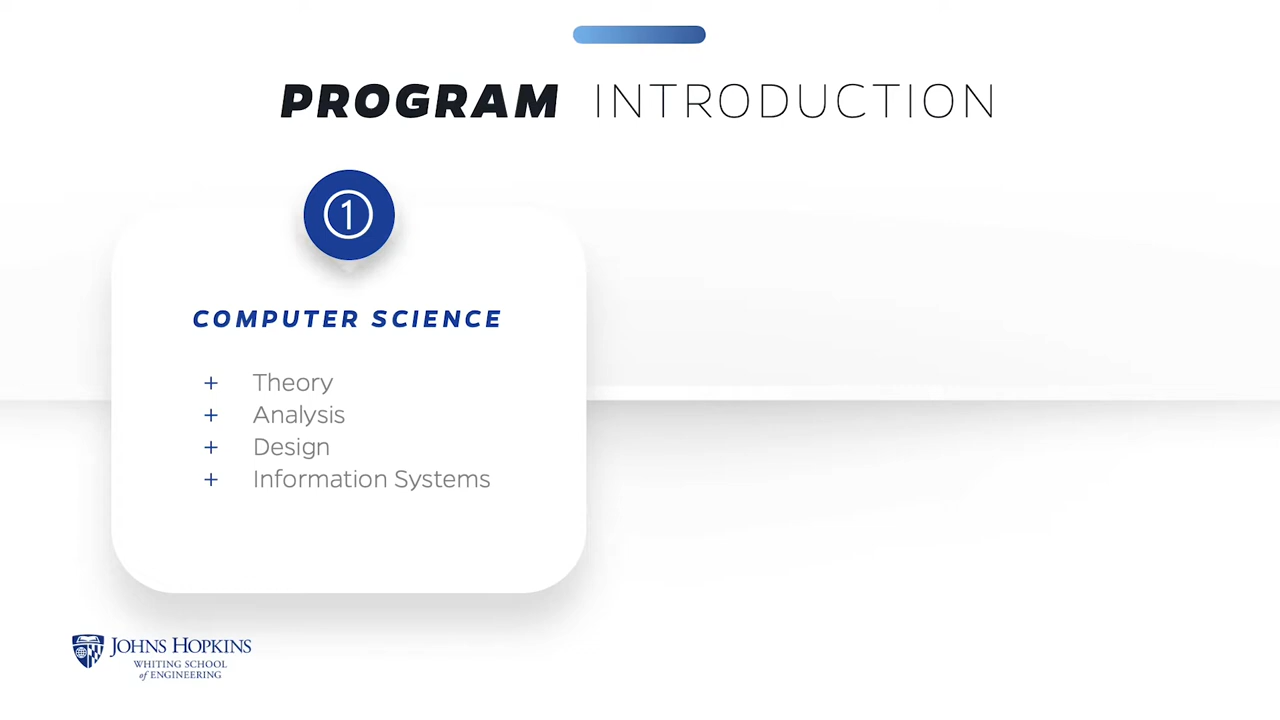 PROGRAM INTRODUCTION
1
COMPUTER SCIENCE
+ Theory
+ Analysis
+ Design
+ Information Systems
JOHNS HOPKINS
WHITING SCHOOL
of ENGINEERING